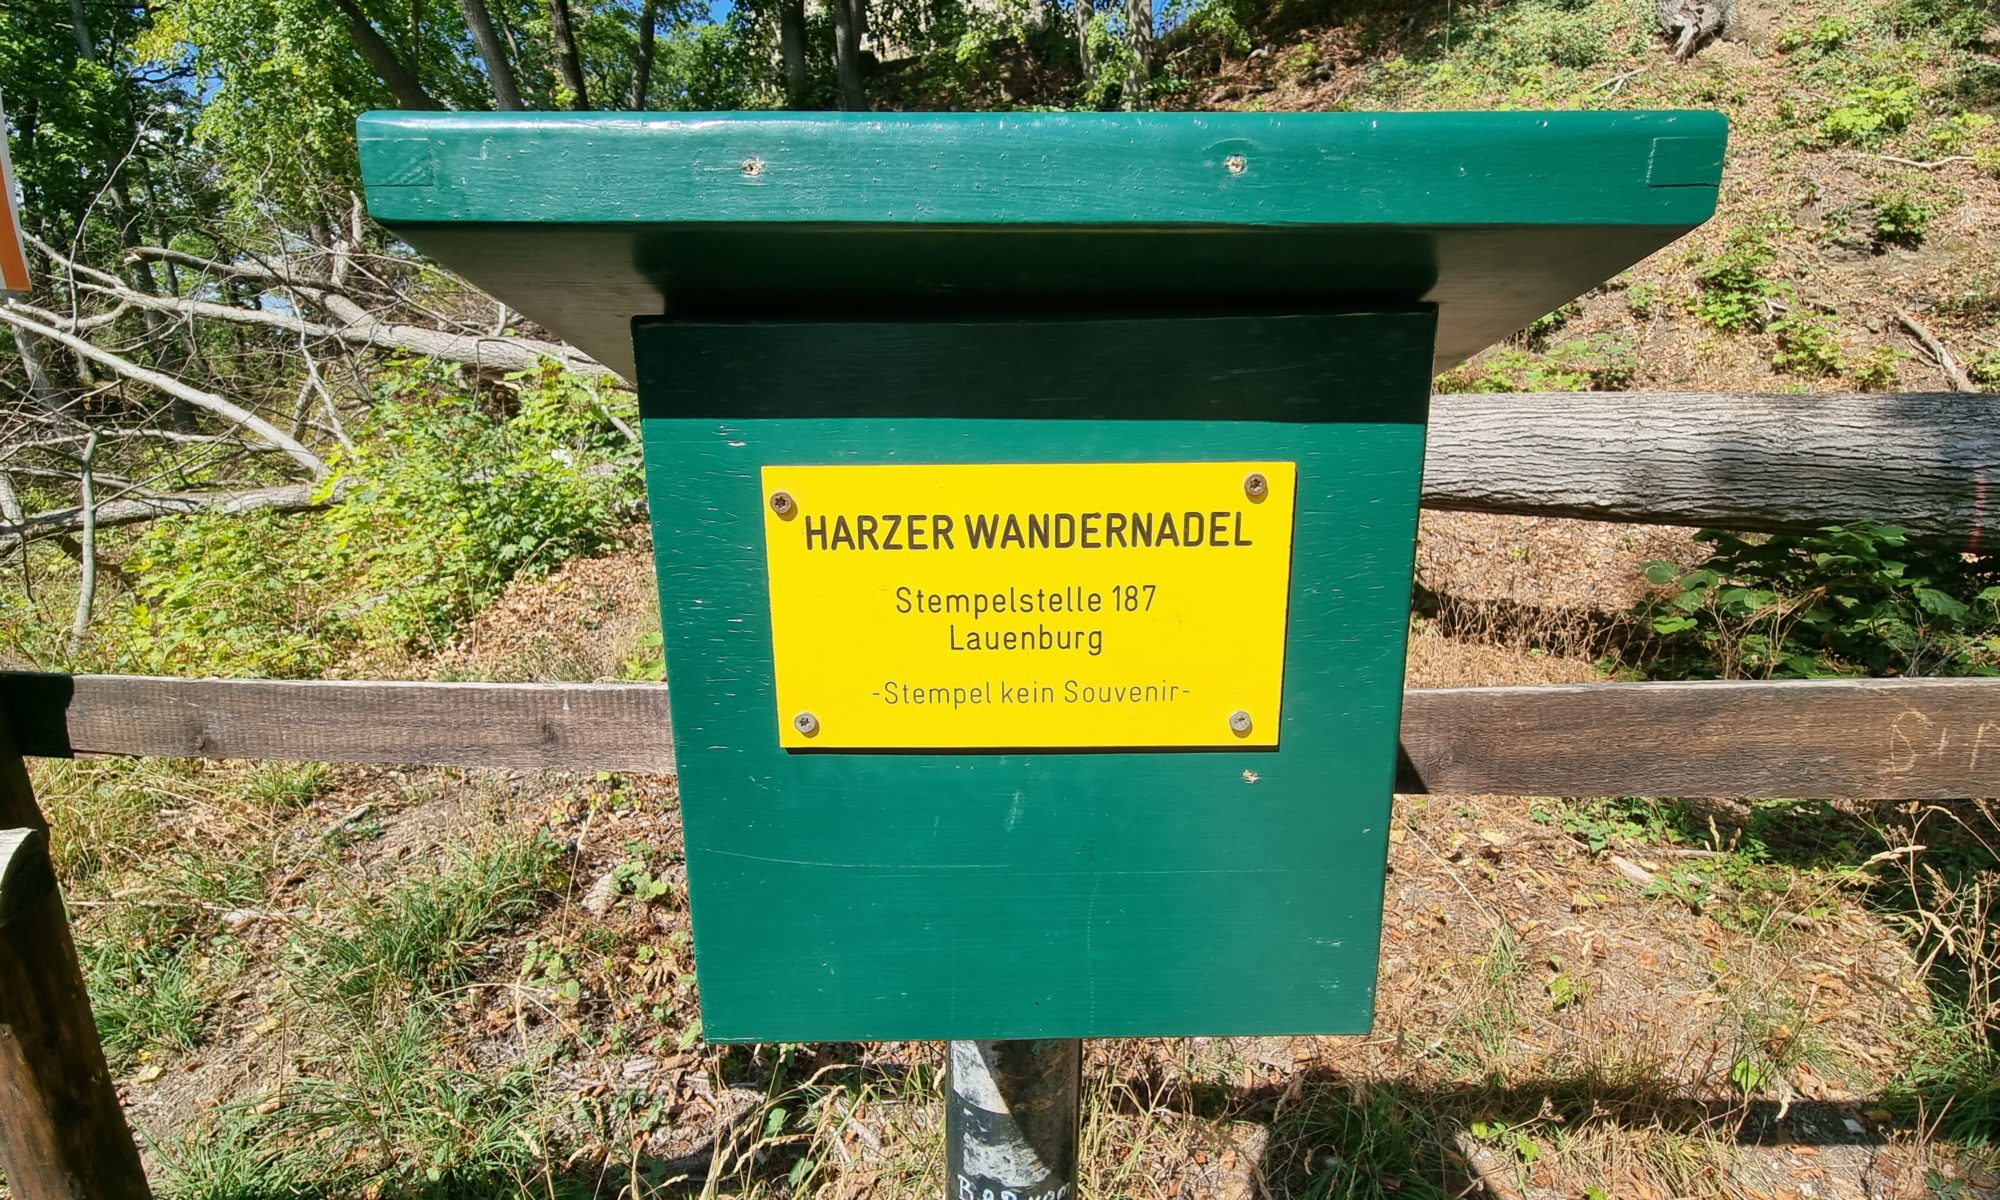 HARZER WANDERNADEL
Stempelstelle 187
Lauenburg
-Stempel kein Souvenir-